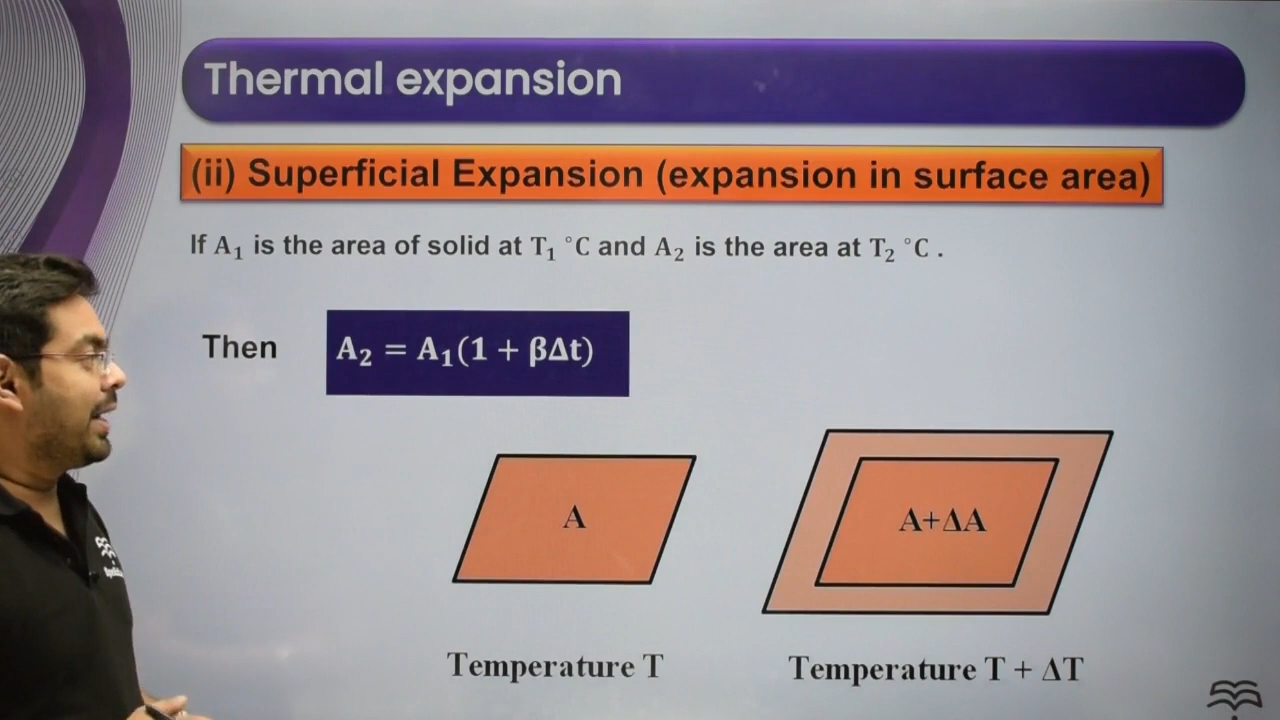 Thermal expansion
(ii) Superficial Expansion (expansion in surface area)
If A₁ is the area of solid at T₁ °C and A₂ is the area at T₂ °C .
Then
A₂ = A₁(1 + βΔt)
A
A+ΔA
Temperature T
Temperature T + ΔT